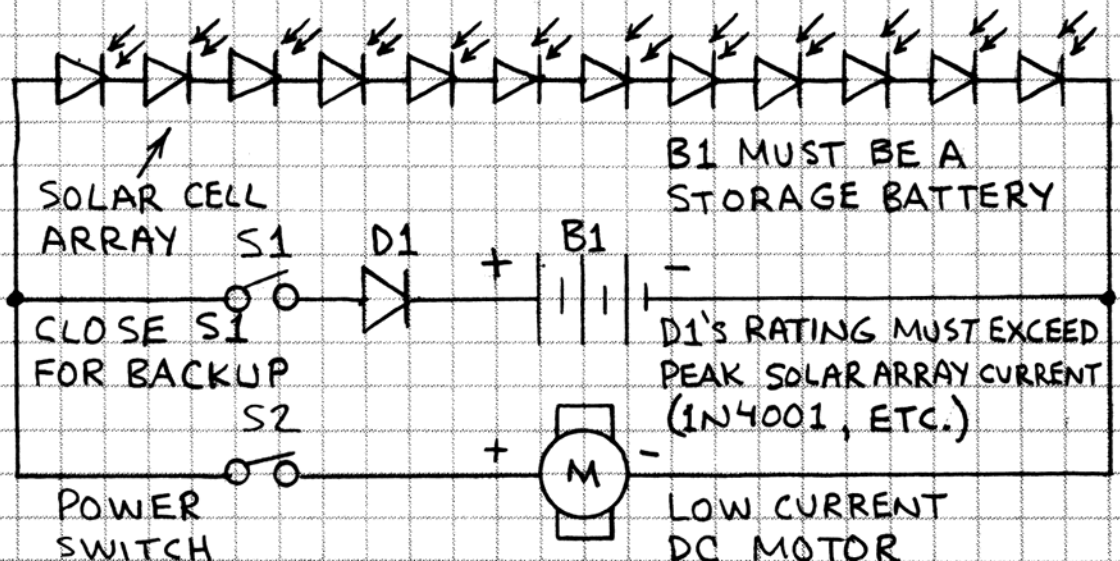 SOLAR CELL
ARRAY
B1 MUST BE A
STORAGE BATTERY
S1
D1
+
B1
-
CLOSE S1
FOR BACKUP
D1'S RATING MUST EXCEED
PEAK SOLAR ARRAY CURRENT
(1N4001, ETC.)
S2
+
M
-
POWER
SWITCH
LOW CURRENT
DC MOTOR